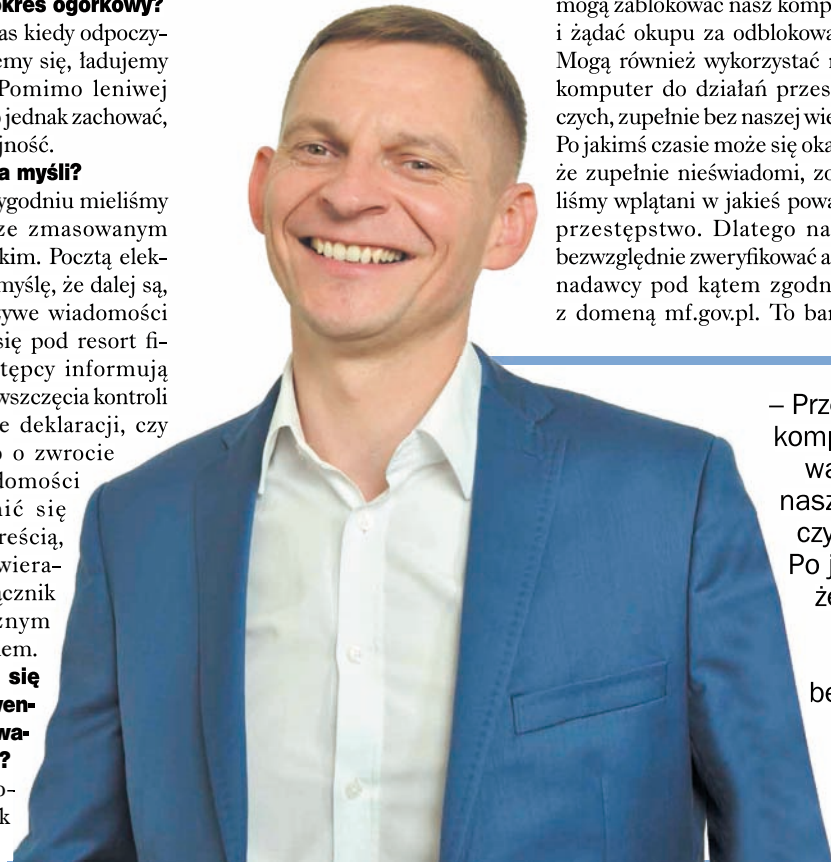 okres ogórkowy?
as kiedy odpoczy-
emy się, ładujemy
Pomimo leniwej
o jednak zachować,
jność.
a myśli?
ygodniu mieliśmy
ze zmasowanym
kim. Pocztą elek-
myślę, że dalej są,
zywe wiadomości
się pod resort fi-
tępcy informują
wszczęcia kontroli
e deklaracji, czy
o o zwrocie
domości
nić się
reścią,
wiera-
ącznik
znym
iem.
się
wen-
wa-
?
o-
k
mogą zablokować nasz komp
i żądać okupu za odblokowa
Mogą również wykorzystać n
komputer do działań przes
czych, zupełnie bez naszej wie
Po jakimś czasie może się oka
że zupełnie nieświadomi, zo
liśmy wplątani w jakieś powa
przestępstwo. Dlatego na
bezwzględnie zweryfikować a
nadawcy pod kątem zgodn
z domeną mf.gov.pl. To bar
– Prze
komp
wa
nasz
czy
Po j
że
be